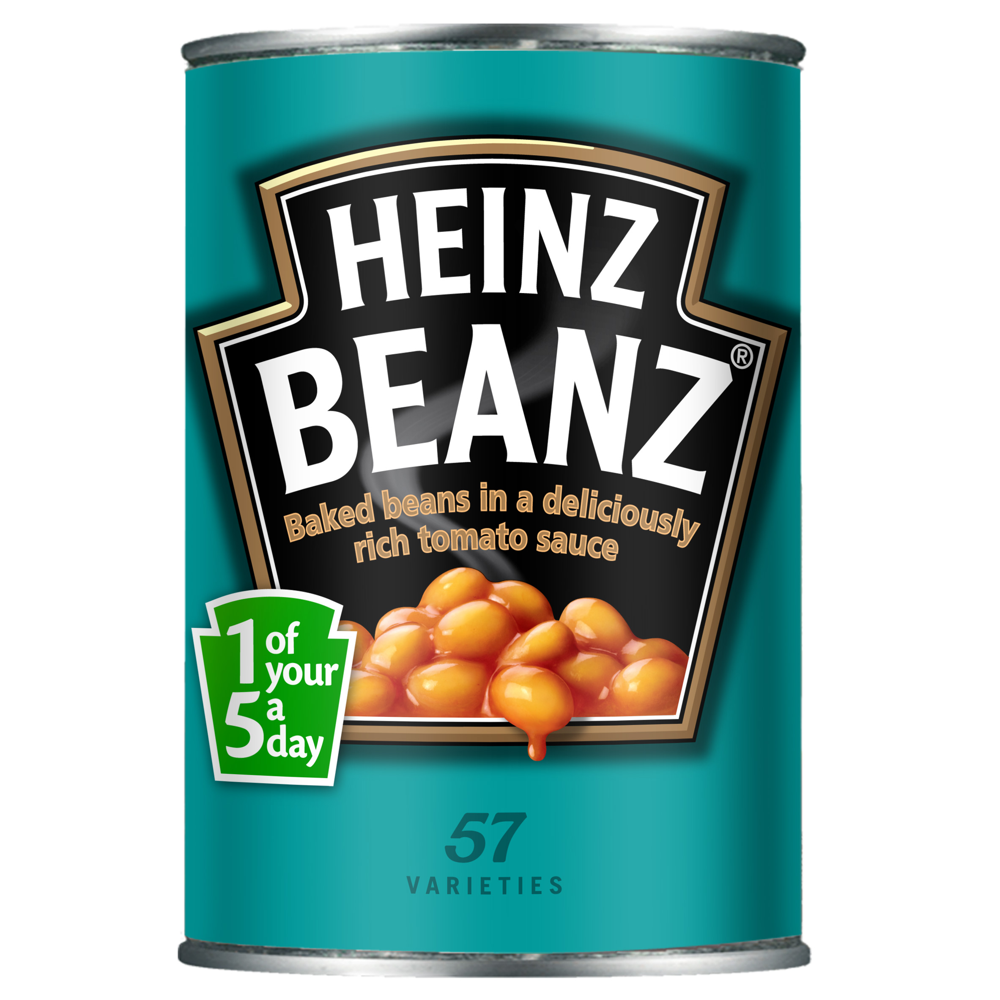 HEINZ
BEANZ®
Baked beans in a deliciously
rich tomato sauce
1 of
your
5 a
day
57
VARIETIES